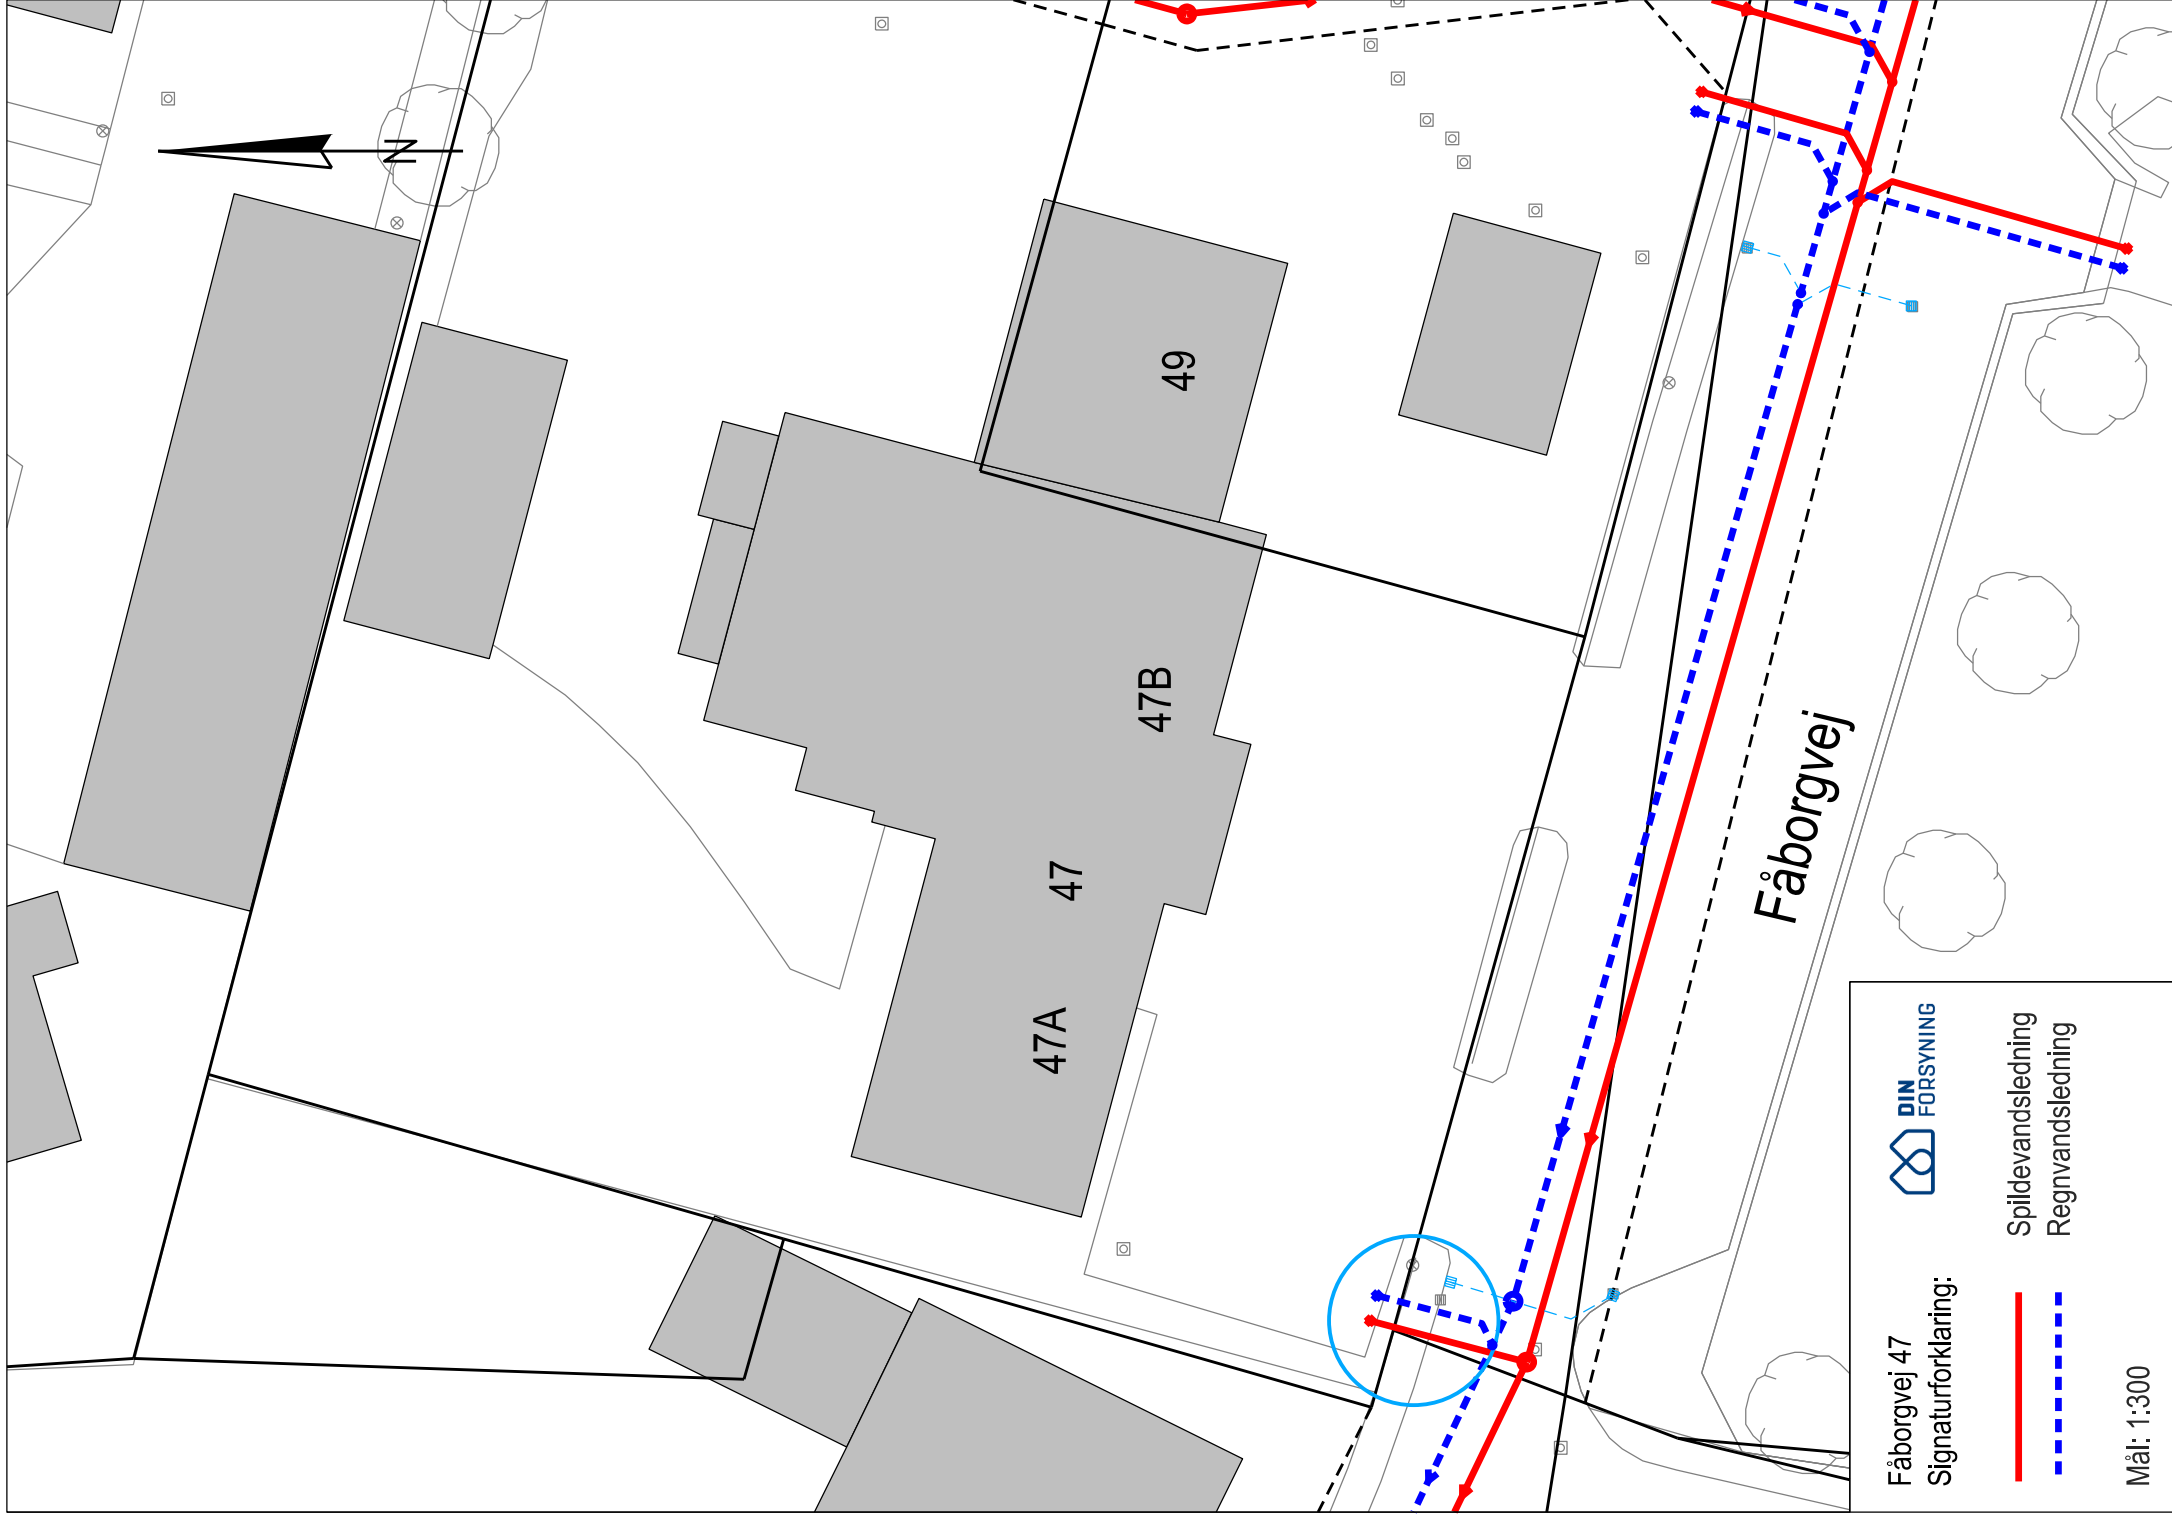 N
49
47B
47
47A
Fåborgvej
DIN
FORSYNING
Fåborgvej 47
Signaturforklaring:
Spildevandsledning
Regnvandsledning
Mål: 1:300